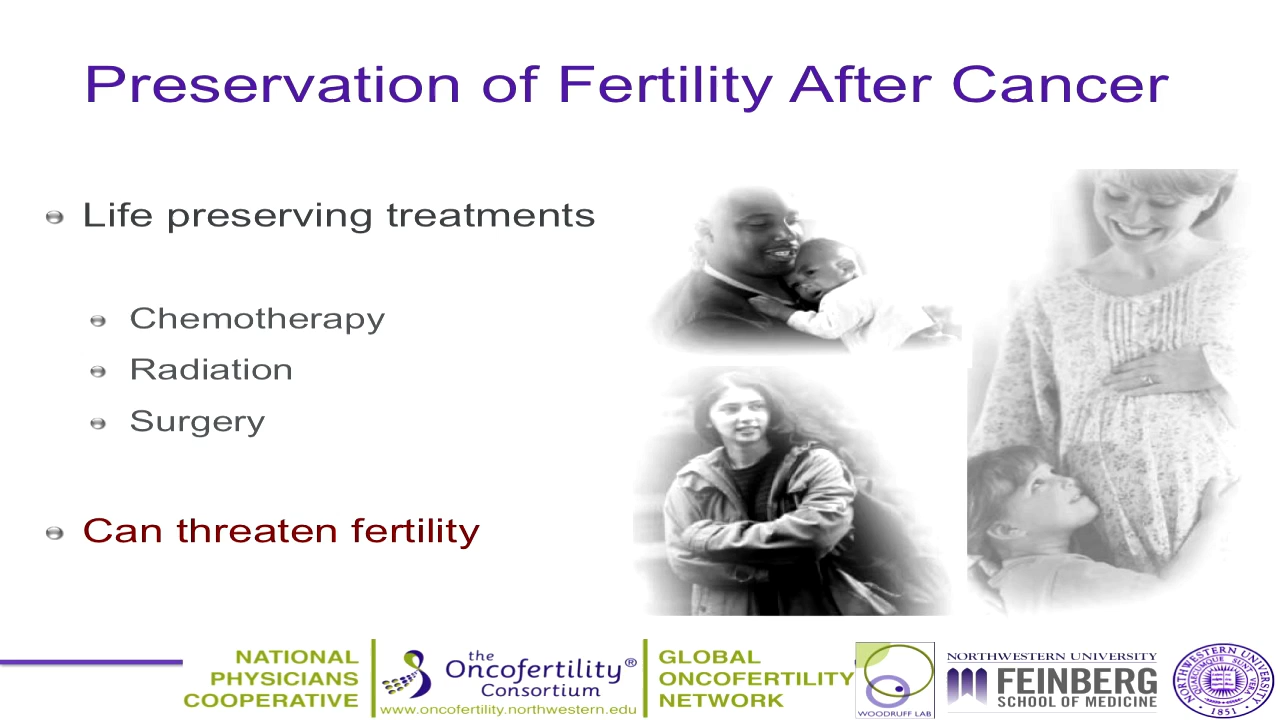 Preservation of Fertility After Cancer
Life preserving treatments
Chemotherapy
Radiation
Surgery
Can threaten fertility
NATIONAL
PHYSICIANS
COOPERATIVE
the
Oncofertility®
Consortium
www.oncofertility.northwestern.edu
GLOBAL
ONCOFERTILITY
NETWORK
WOODRUFF LAB
NORTHWESTERN UNIVERSITY
FEINBERG
SCHOOL OF MEDICINE
NORTHWESTERN UNIVERSITY
1851